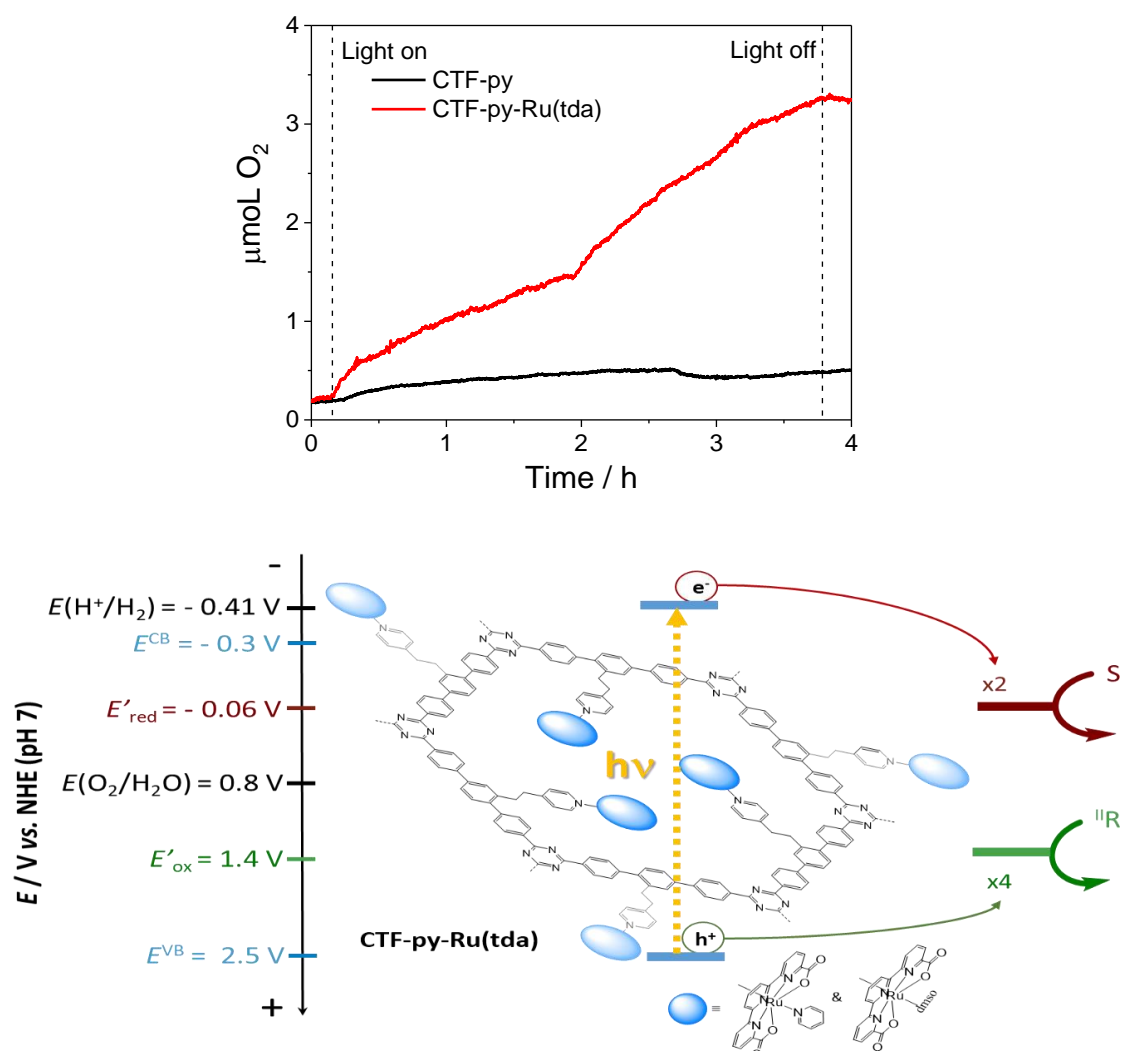 4
Light on
Light off
CTF-py
CTF-py-Ru(tda)
3
2
1
0
μmoL O₂
0 1 2 3 4
Time / h
E / V vs. NHE (pH 7)
-
E(H⁺/H₂) = - 0.41 V
Eᶜᴮ = - 0.3 V
E'red = - 0.06 V
E(O₂/H₂O) = 0.8 V
E'ox = 1.4 V
Eⱽᴮ = 2.5 V
+
e⁻
hν
h⁺
CTF-py-Ru(tda)
x2
S
ᴵᴵR
x4
≡
&
dmso